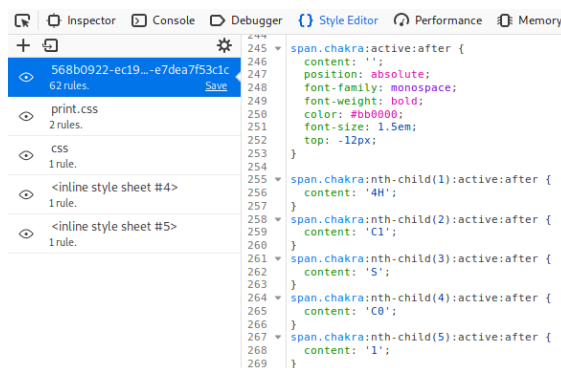 Inspector Console Debugger Style Editor Performance Memory
568b0922-ec19...-e7dea7f53c1c
62 rules. Save
print.css
2 rules.
css
1 rule.
<inline style sheet #4>
1 rule.
<inline style sheet #5>
1 rule.
244
245 span.chakra:active:after {
246 content: '';
247 position: absolute;
248 font-family: monospace;
249 font-weight: bold;
250 color: #bb0000;
251 font-size: 1.5em;
252 top: -12px;
253 }
254
255 span.chakra:nth-child(1):active:after {
256 content: '4H';
257 }
258 span.chakra:nth-child(2):active:after {
259 content: 'C1';
260 }
261 span.chakra:nth-child(3):active:after {
262 content: 'S';
263 }
264 span.chakra:nth-child(4):active:after {
265 content: 'C0';
266 }
267 span.chakra:nth-child(5):active:after {
268 content: '1';
269 }